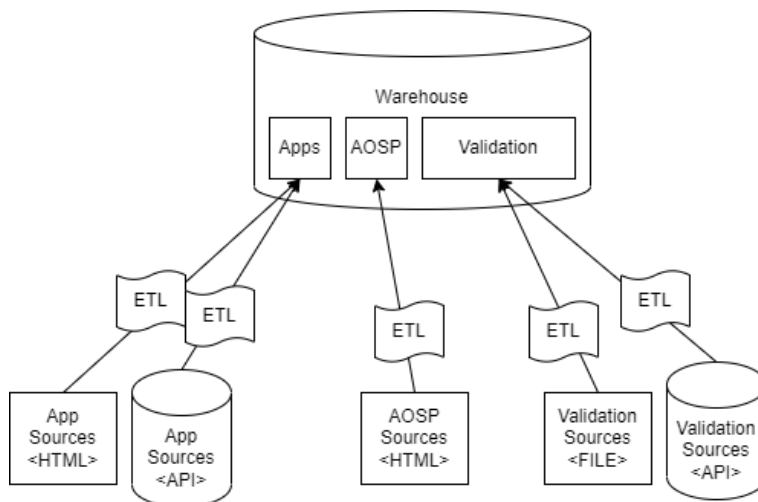 Warehouse
Apps
AOSP
Validation
ETL
ETL
ETL
ETL
ETL
App
Sources
<HTML>
App
Sources
<API>
AOSP
Sources
<HTML>
Validation
Sources
<FILE>
Validation
Sources
<API>